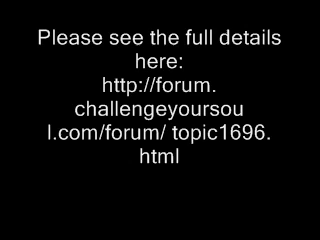 Please see the full details
here:
http://forum.
challengeyoursou
l.com/forum/ topic1696.
html